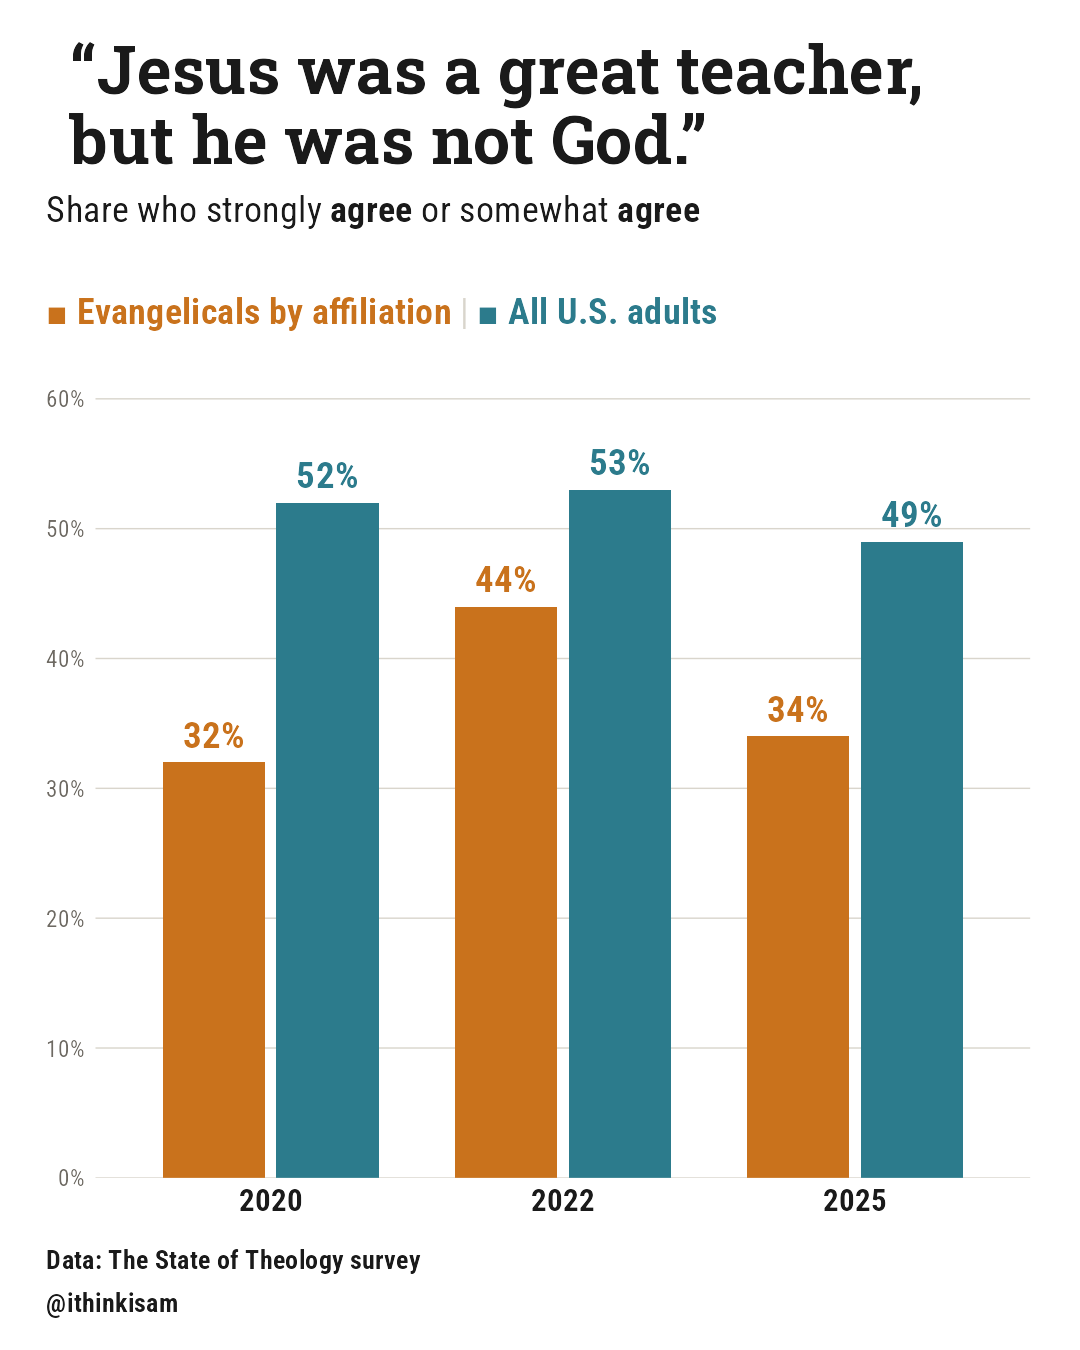 “Jesus was a great teacher,
but he was not God.”
Share who strongly agree or somewhat agree
■ Evangelicals by affiliation | ■ All U.S. adults
60%
50%
40%
30%
20%
10%
0%
32%
52%
44%
53%
34%
49%
2020 2022 2025
Data: The State of Theology survey
@ithinkisam